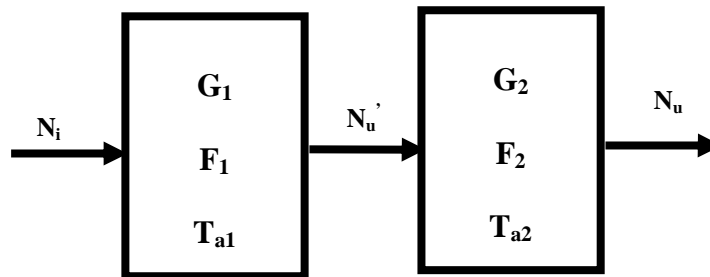 G₁
G₂
Nᵢ
Nᵤ’
Nᵤ
F₁
F₂
Tₐ₁
Tₐ₂